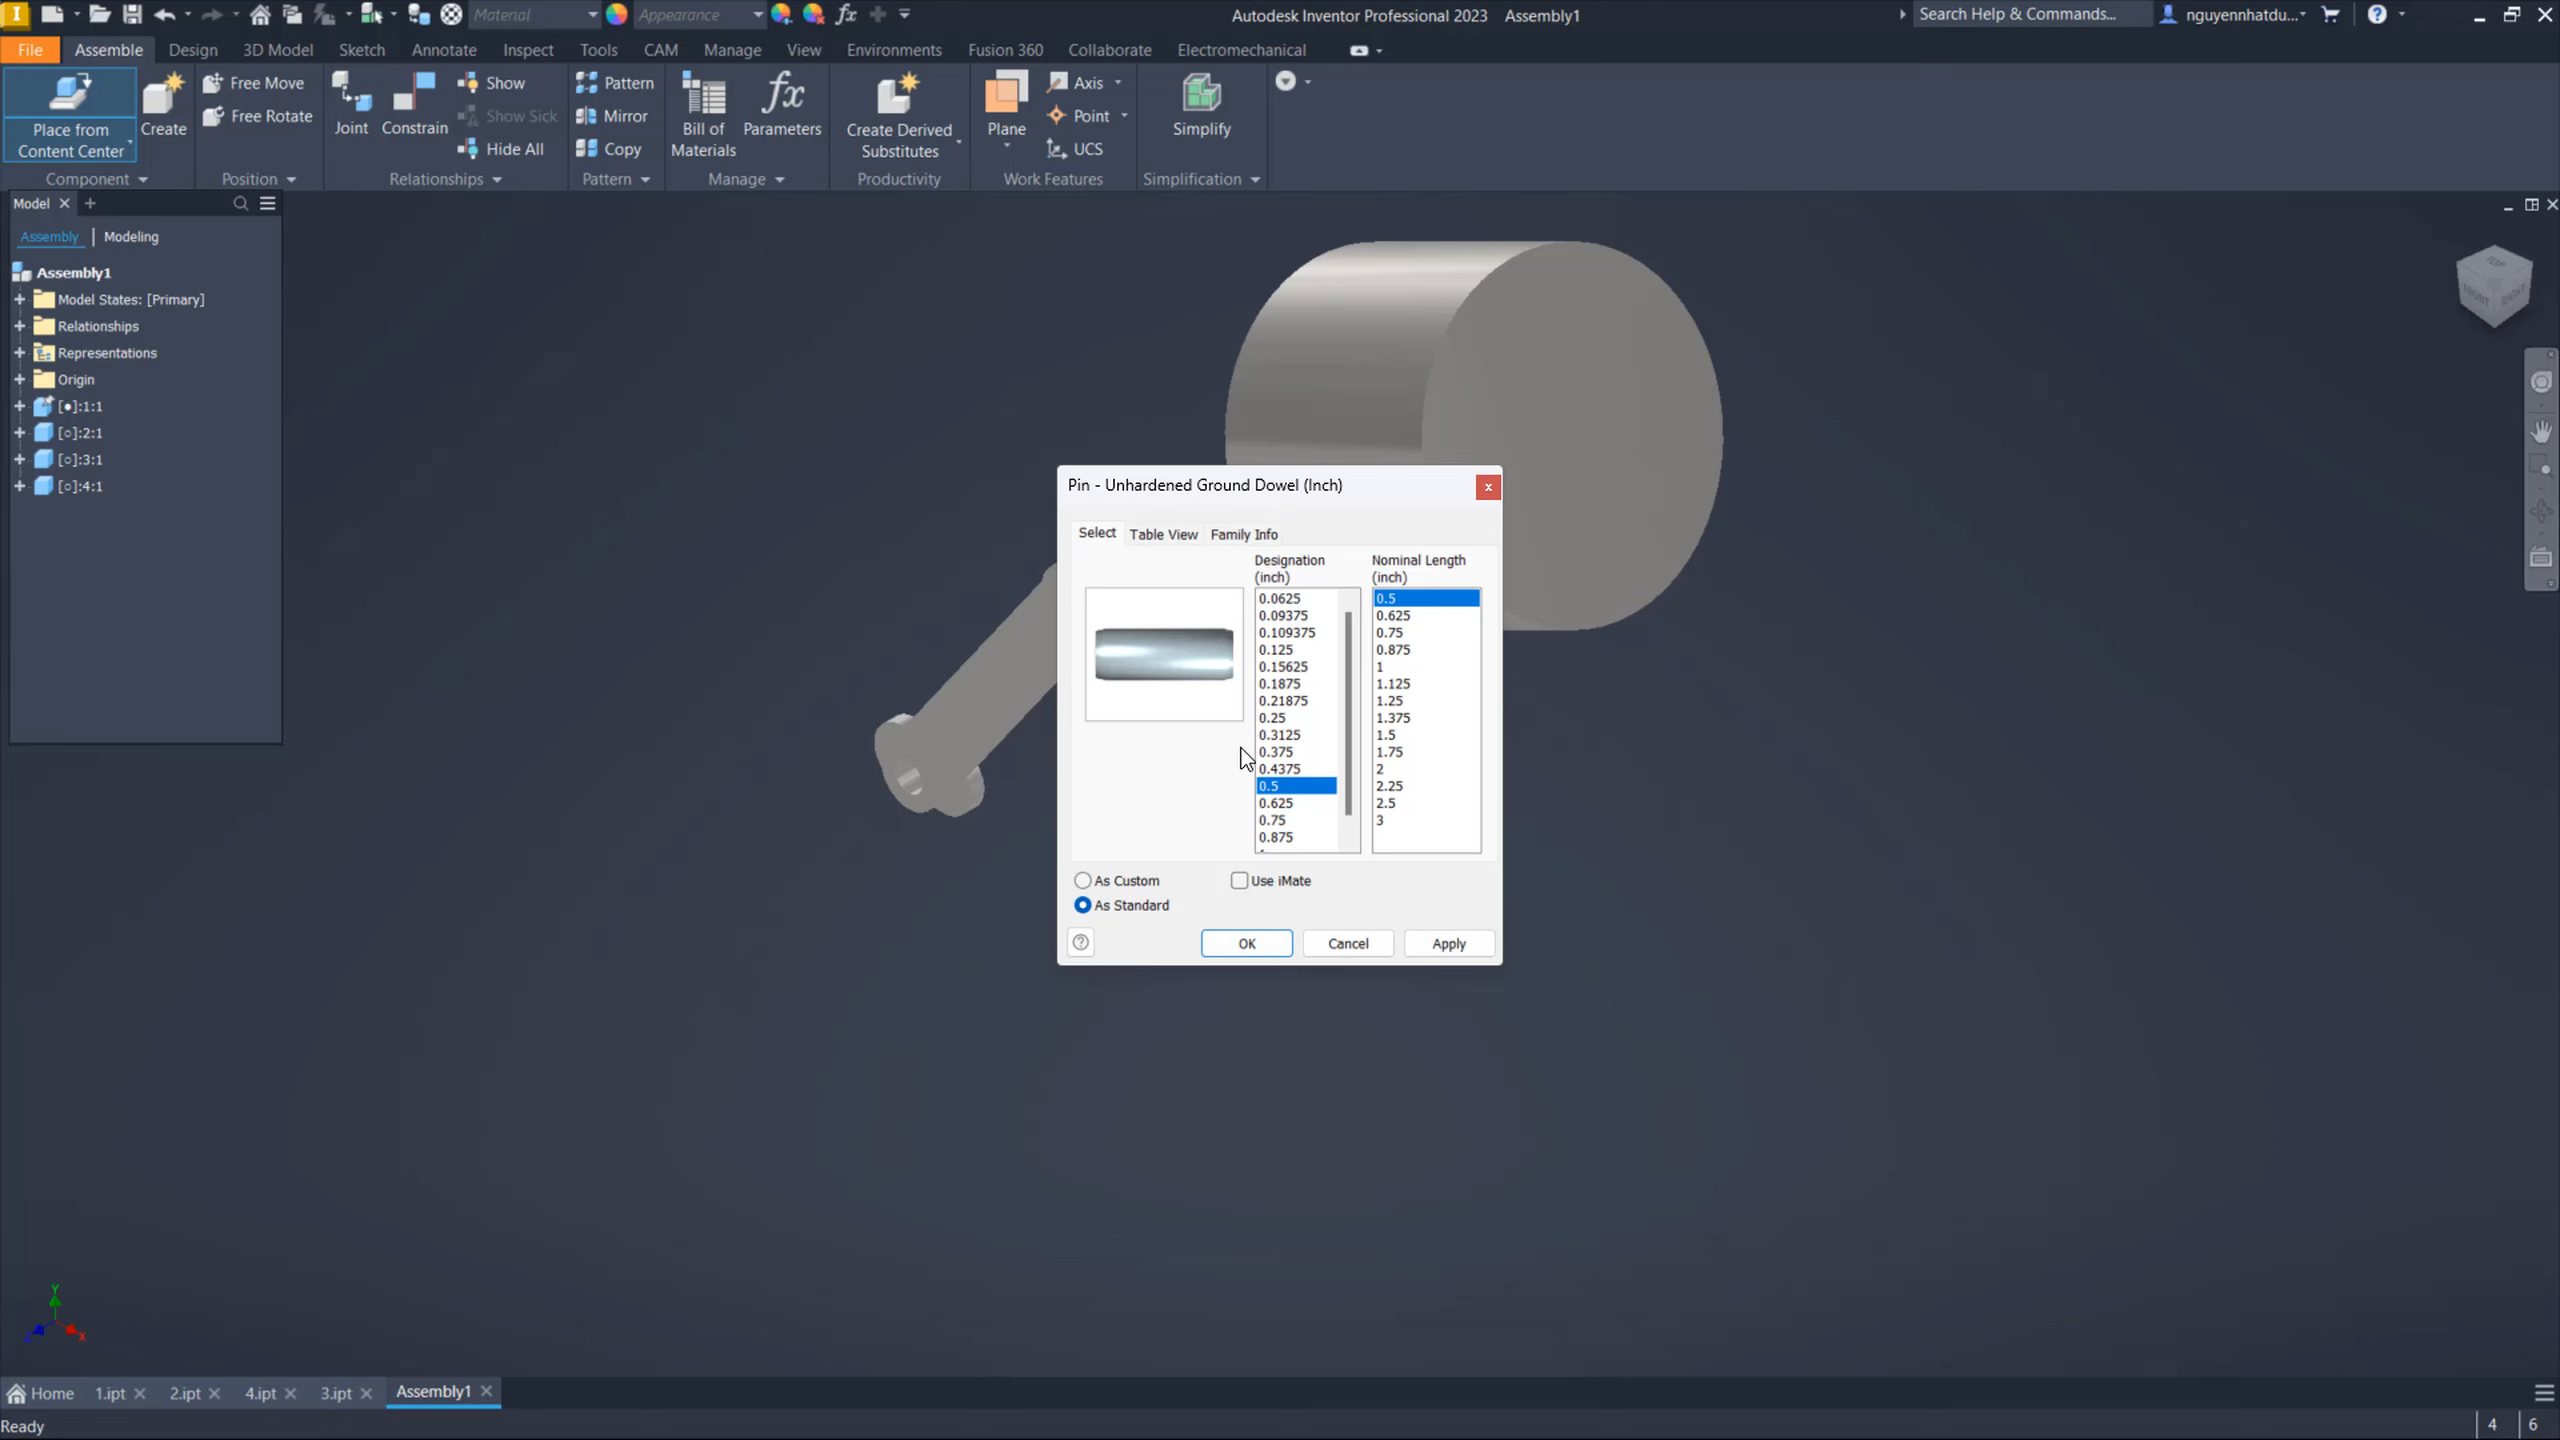 Material
Appearance
Autodesk Inventor Professional 2023 Assembly1
Search Help & Commands...
nguyennhatdu...
File Assemble Design 3D Model Sketch Annotate Inspect Tools CAM Manage View Environments Fusion 360 Collaborate Electromechanical
Place from
Content Center
Create
Free Move
Free Rotate
Joint
Constrain
Show
Show Sick
Hide All
Pattern
Mirror
Copy
Bill of
Materials
Parameters
Create Derived
Substitutes
Plane
Axis
Point
UCS
Simplify
Component Position Relationships Pattern Manage Productivity Work Features Simplification
Model
Assembly | Modeling
Assembly1
Model States: [Primary]
Relationships
Representations
Origin
[●]:1:1
[○]:2:1
[○]:3:1
[○]:4:1
TOP
FRONT
RIGHT
Pin - Unhardened Ground Dowel (Inch)
x
Select Table View Family Info
Designation
(inch)
0.0625
0.09375
0.109375
0.125
0.15625
0.1875
0.21875
0.25
0.3125
0.375
0.4375
0.5
0.625
0.75
0.875
Nominal Length
(inch)
0.5
0.625
0.75
0.875
1
1.125
1.25
1.375
1.5
1.75
2
2.25
2.5
3
As Custom
Use iMate
As Standard
OK
Cancel
Apply
Y
X
Home 1.ipt 2.ipt 4.ipt 3.ipt Assembly1
Ready
4 6